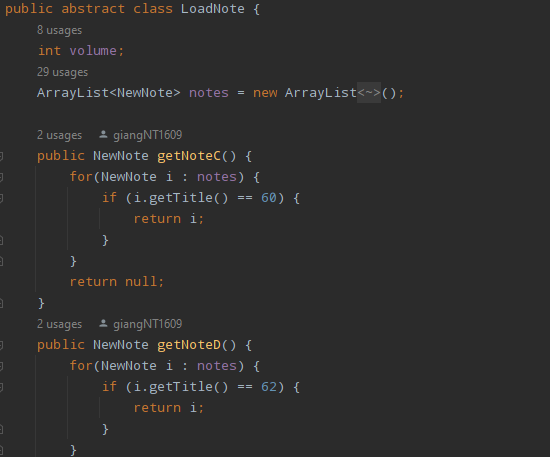 public abstract class LoadNote {
8 usages
int volume;
29 usages
ArrayList<NewNote> notes = new ArrayList<~>();
2 usages giangNT1609
public NewNote getNoteC() {
for(NewNote i : notes) {
if (i.getTitle() == 60) {
return i;
}
}
return null;
}
2 usages giangNT1609
public NewNote getNoteD() {
for(NewNote i : notes) {
if (i.getTitle() == 62) {
return i;
}
}